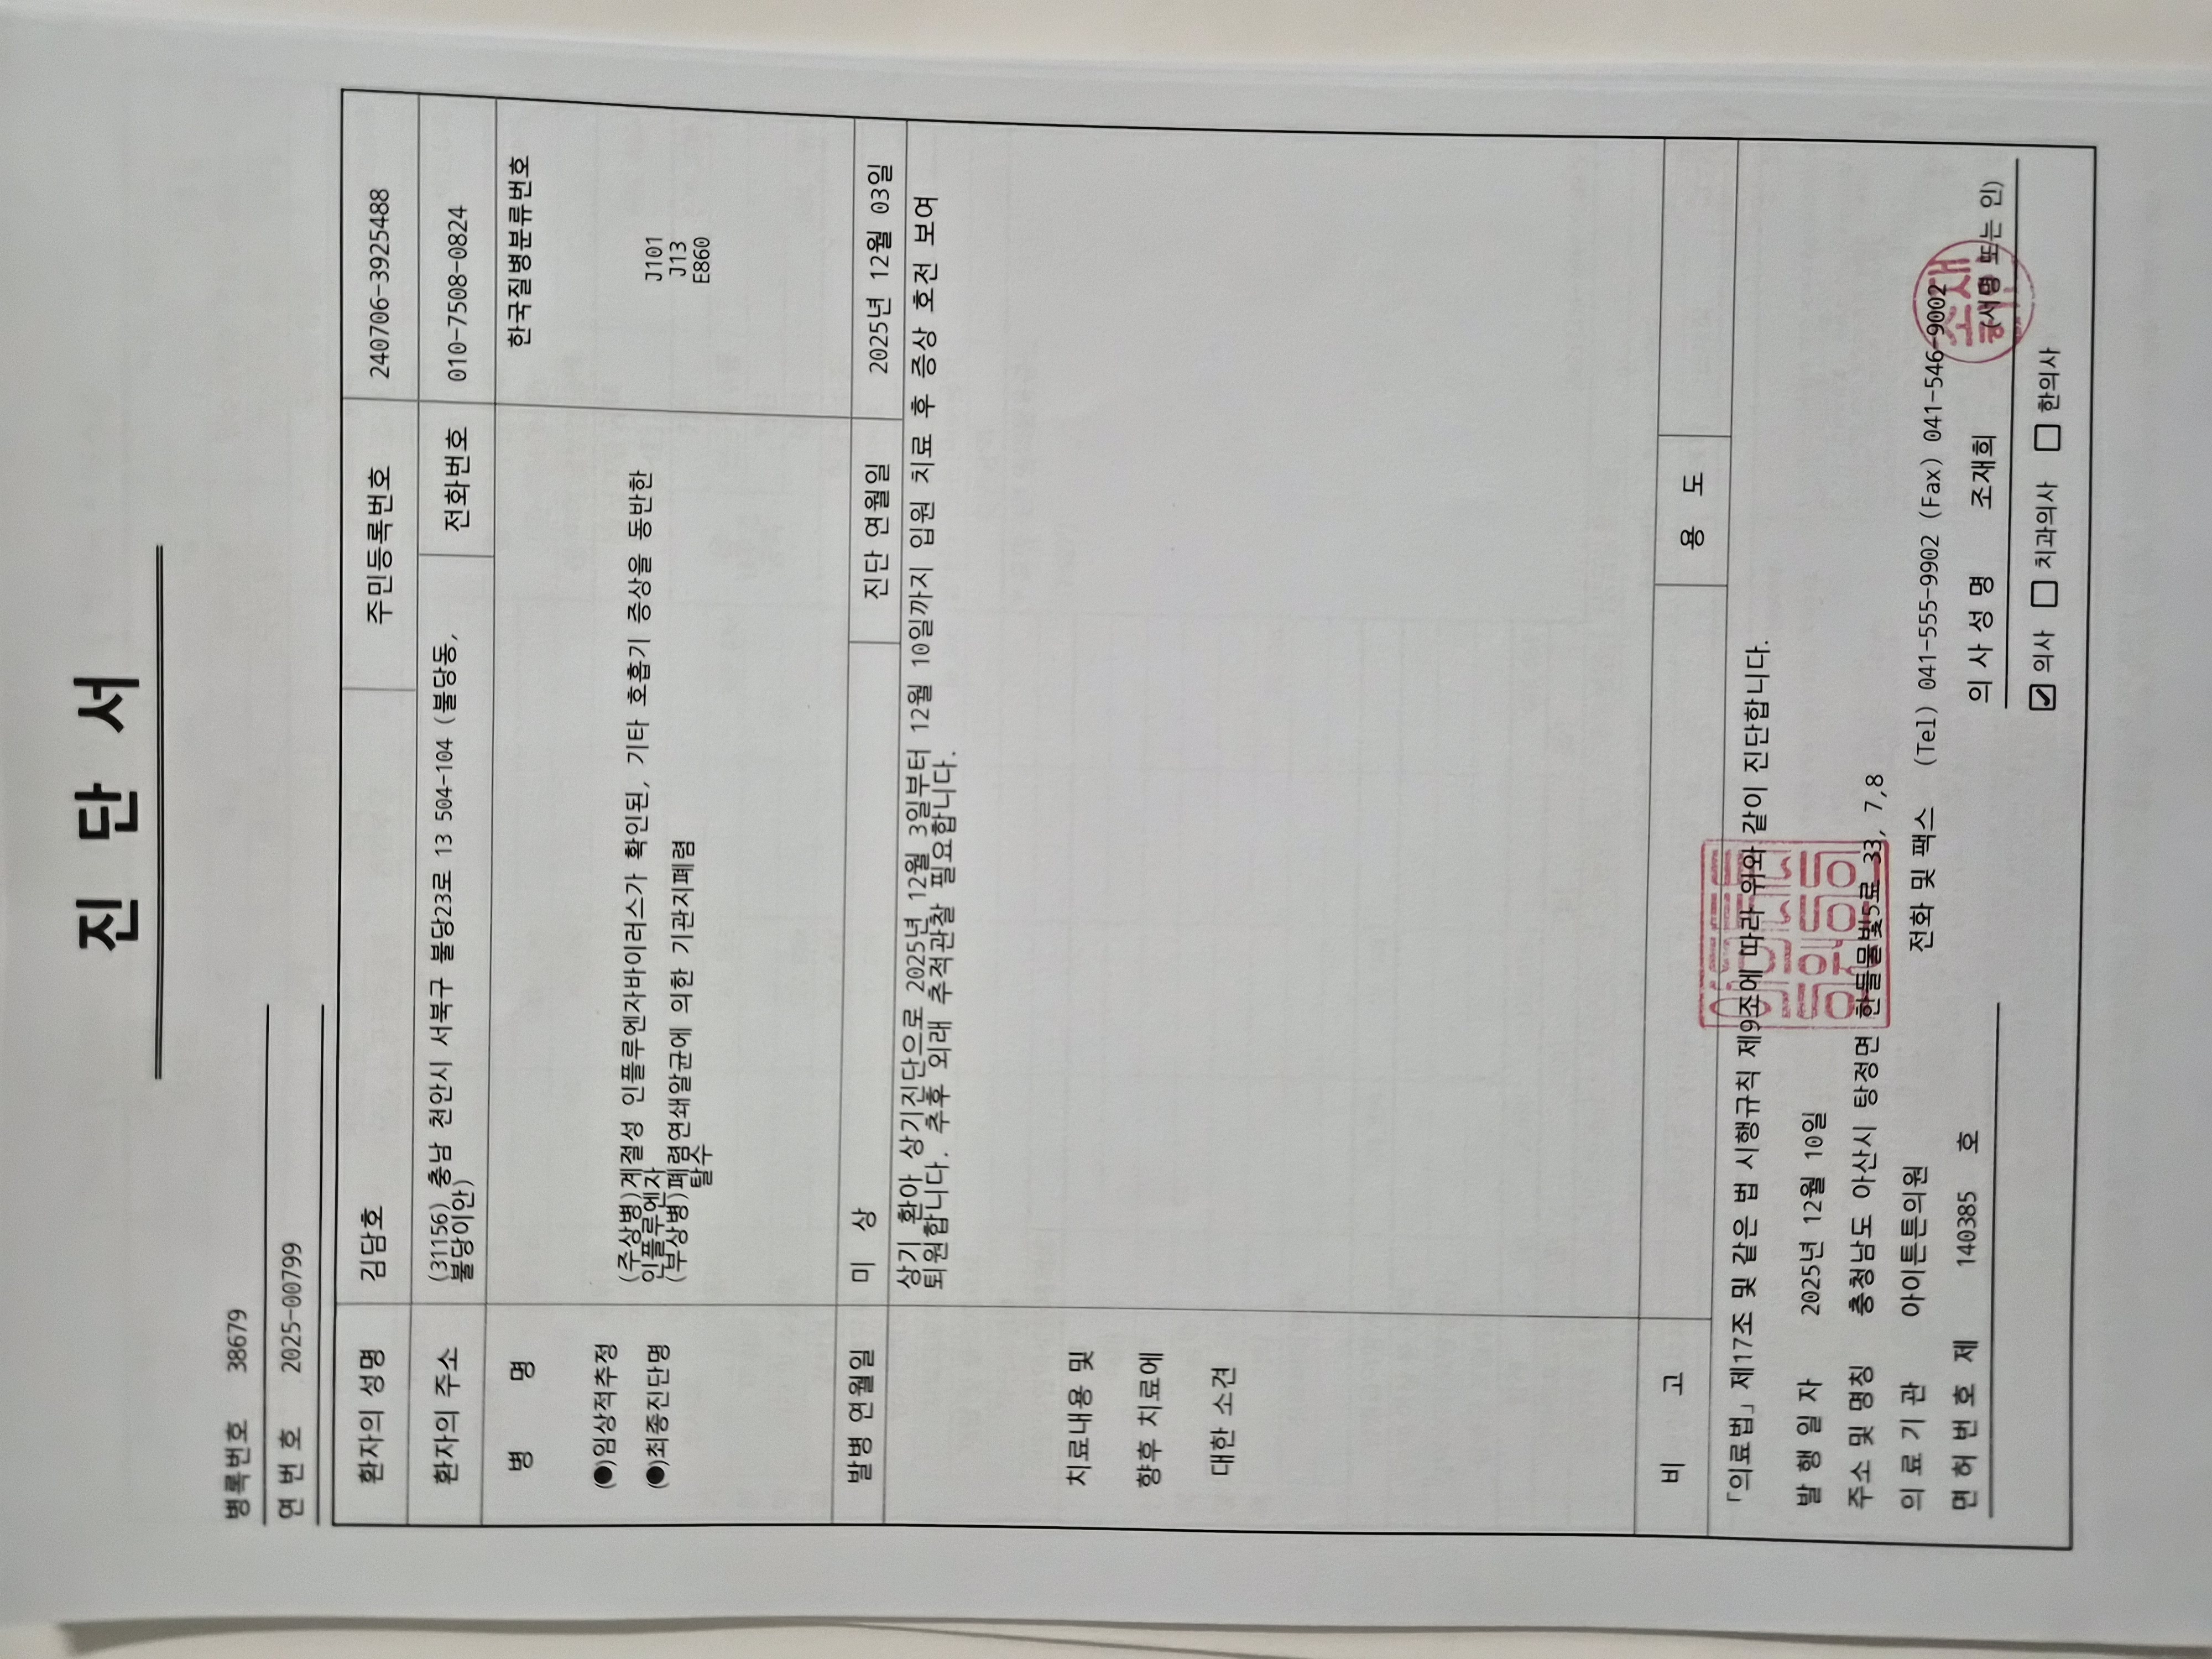 진 단 서
병록번호 38679
연 번 호 2025-00799
환자의 성명 김담호 주민등록번호 240706-3925488
환자의 주소 (31156) 충남 천안시 서북구 불당23로 13 504-104 (불당동, 전화번호 010-7508-0824
불당이안)
병 명 한국질병분류번호
(●)임상적추정
(●)최종진단명
(주상병)계절성 인플루엔자바이러스가 확인된, 기타 호흡기 증상을 동반한 J101
인플루엔자
(부상병)폐렴연쇄알균에 의한 기관지폐렴 J13
탈수 E860
발병 연월일 미 상 진단 연월일 2025년 12월 03일
치료내용 및
향후 치료에
대한 소견
상기 환아 상기진단으로 2025년 12월 3일부터 12월 10일까지 입원 치료 후 증상 호전 보여
퇴원합니다. 추후 외래 추적관찰 필요합니다.
비 고 용 도
「의료법」 제17조 및 같은 법 시행규칙 제9조에 따라 위와 같이 진단합니다.
발 행 일 자 2025년 12월 10일
주소 및 명칭 충청남도 아산시 탕정면 한들물빛5로 33, 7,8
의 료 기 관 아이튼튼의원 전화 및 팩스 (Tel) 041-555-9902 (Fax) 041-546-9002
면 허 번 호 제 140385 호 의 사 성 명 조재희 (서명 또는 인)
☑ 의사 □ 치과의사 □ 한의사